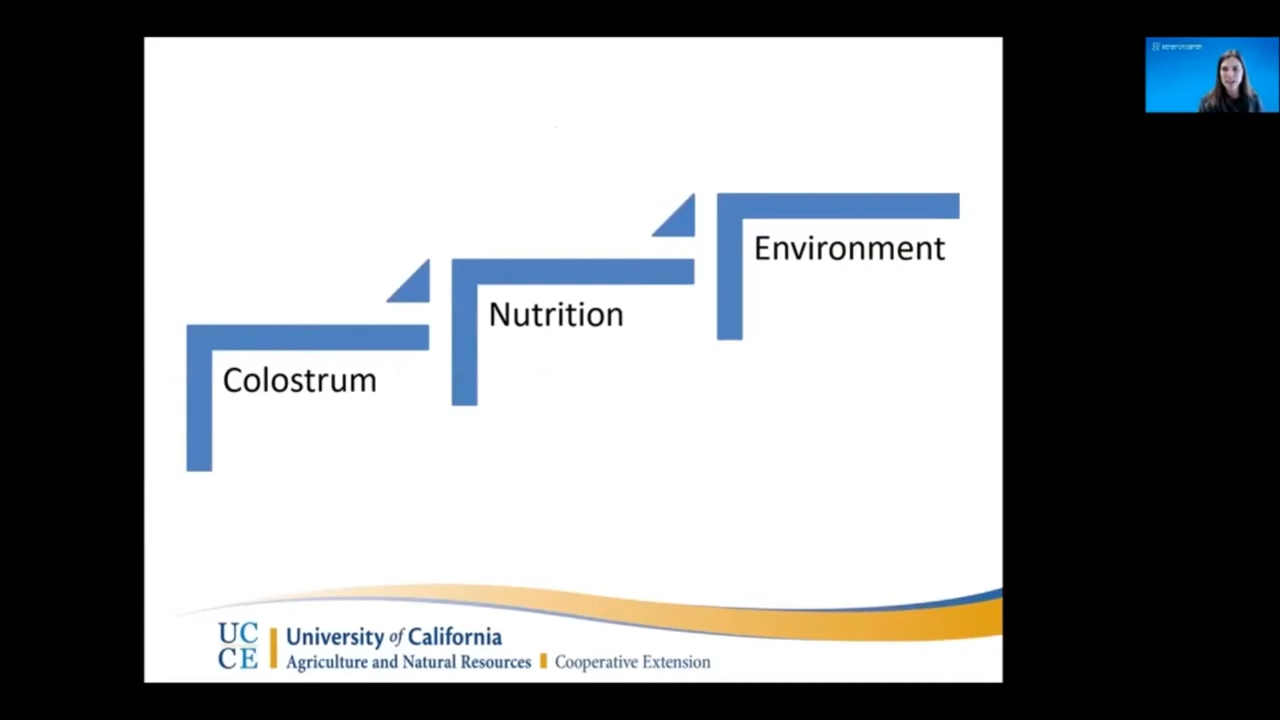 Environment
Nutrition
Colostrum
UC
CE
University of California
Agriculture and Natural Resources
Cooperative Extension